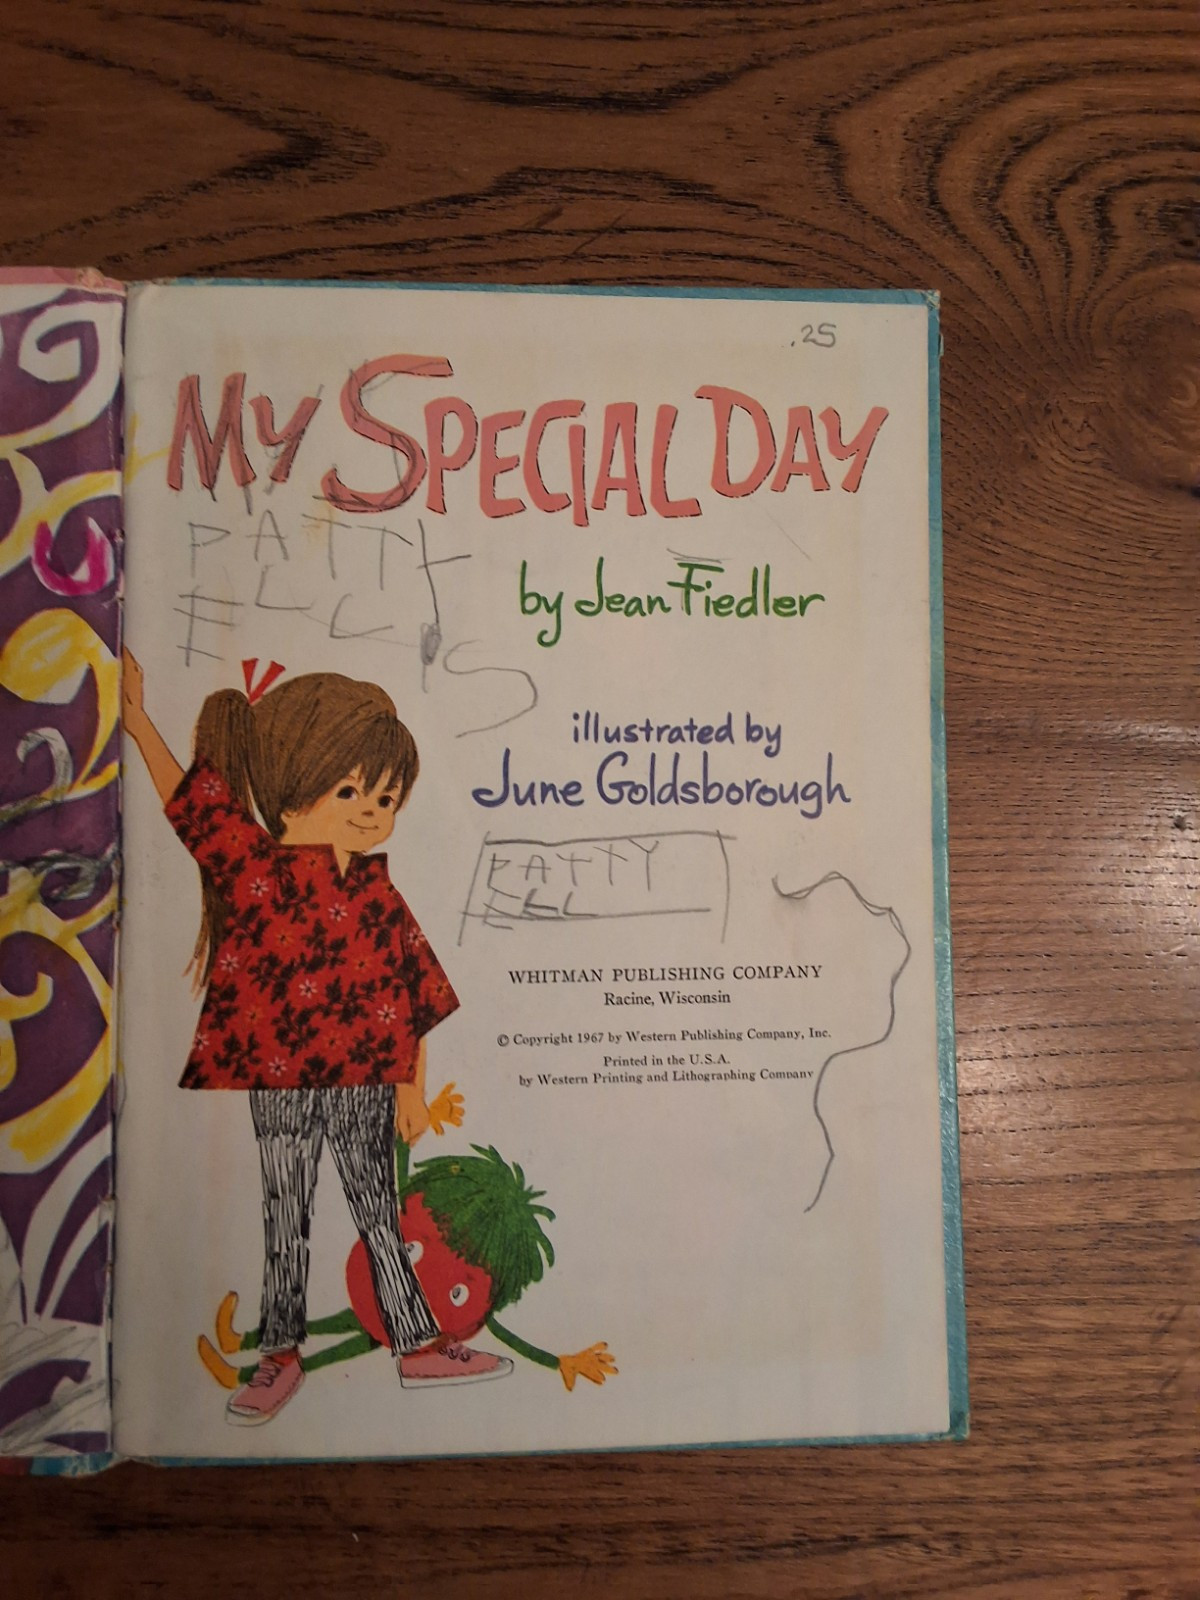 .25
MY SPECIAL DAY
PATTY
ELLIS
by Jean Fiedler
illustrated by
June Goldsborough
PATTY
ELL
WHITMAN PUBLISHING COMPANY
Racine, Wisconsin
© Copyright 1967 by Western Publishing Company, Inc.
Printed in the U.S.A.
by Western Printing and Lithographing Company